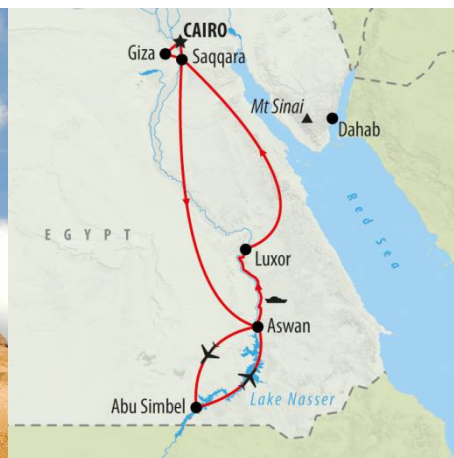 CAIRO
Giza
Saqqara
Mt Sinai
Dahab
Red Sea
EGYPT
Luxor
Aswan
Abu Simbel
Lake Nasser